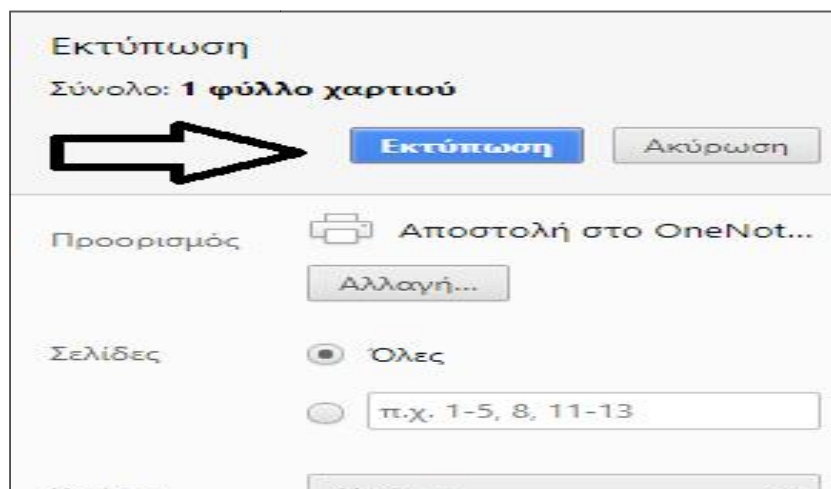 Εκτύπωση
Σύνολο: 1 φύλλο χαρτιού
Εκτύπωση Ακύρωση
Προορισμός Αποστολή στο OneNot...
Αλλαγή...
Σελίδες Όλες
π.χ. 1-5, 8, 11-13